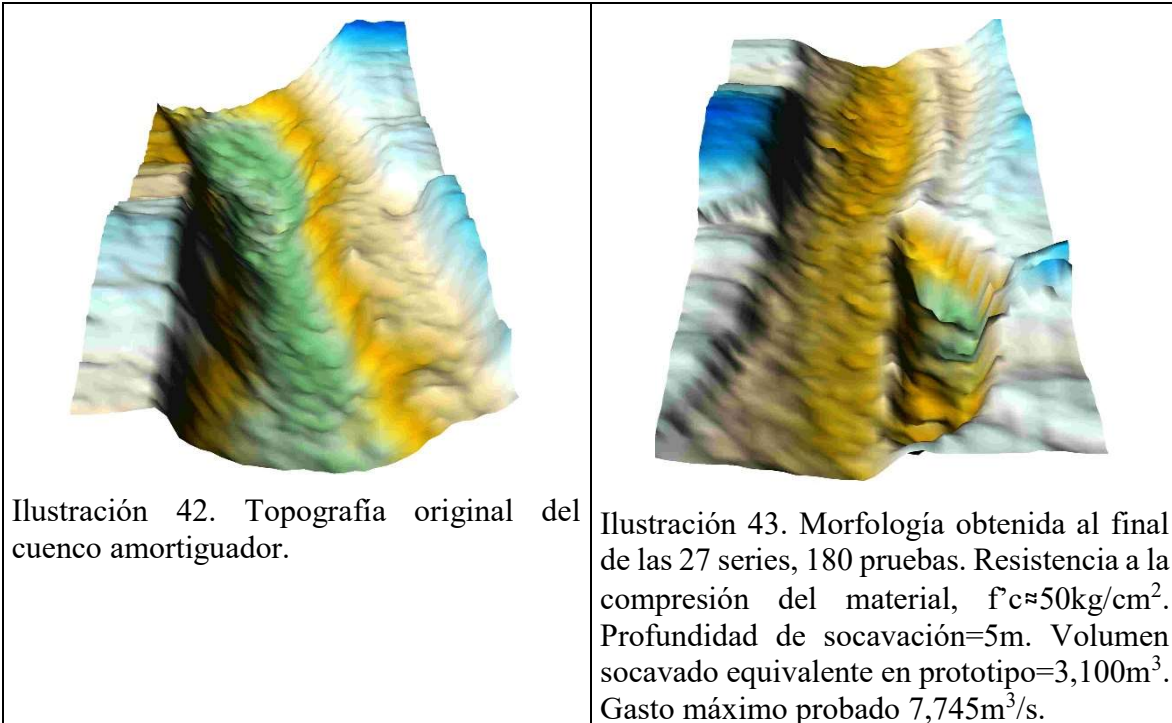 Ilustración 42. Topografía original del
cuenco amortiguador.
Ilustración 43. Morfología obtenida al final
de las 27 series, 180 pruebas. Resistencia a la
compresión del material, f’c≈50kg/cm².
Profundidad de socavación=5m. Volumen
socavado equivalente en prototipo=3,100m³.
Gasto máximo probado 7,745m³/s.